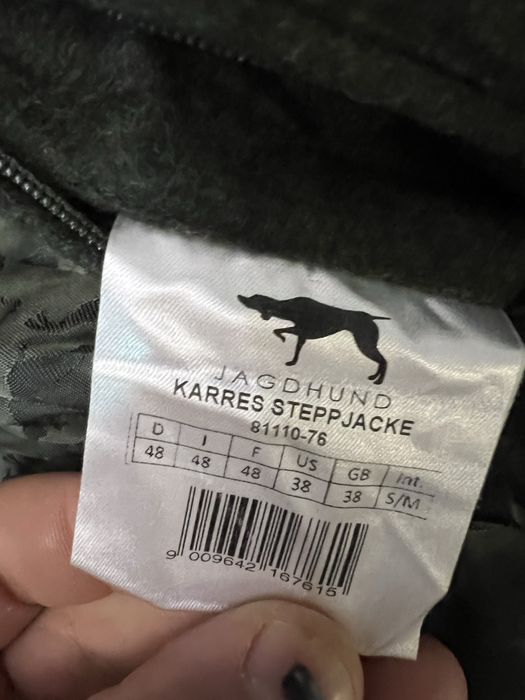 JAGDHUND
KARRES STEPPJACKE
81110-76
D I F US GB Int.
48 48 48 38 38 S/M
9 009642 167615